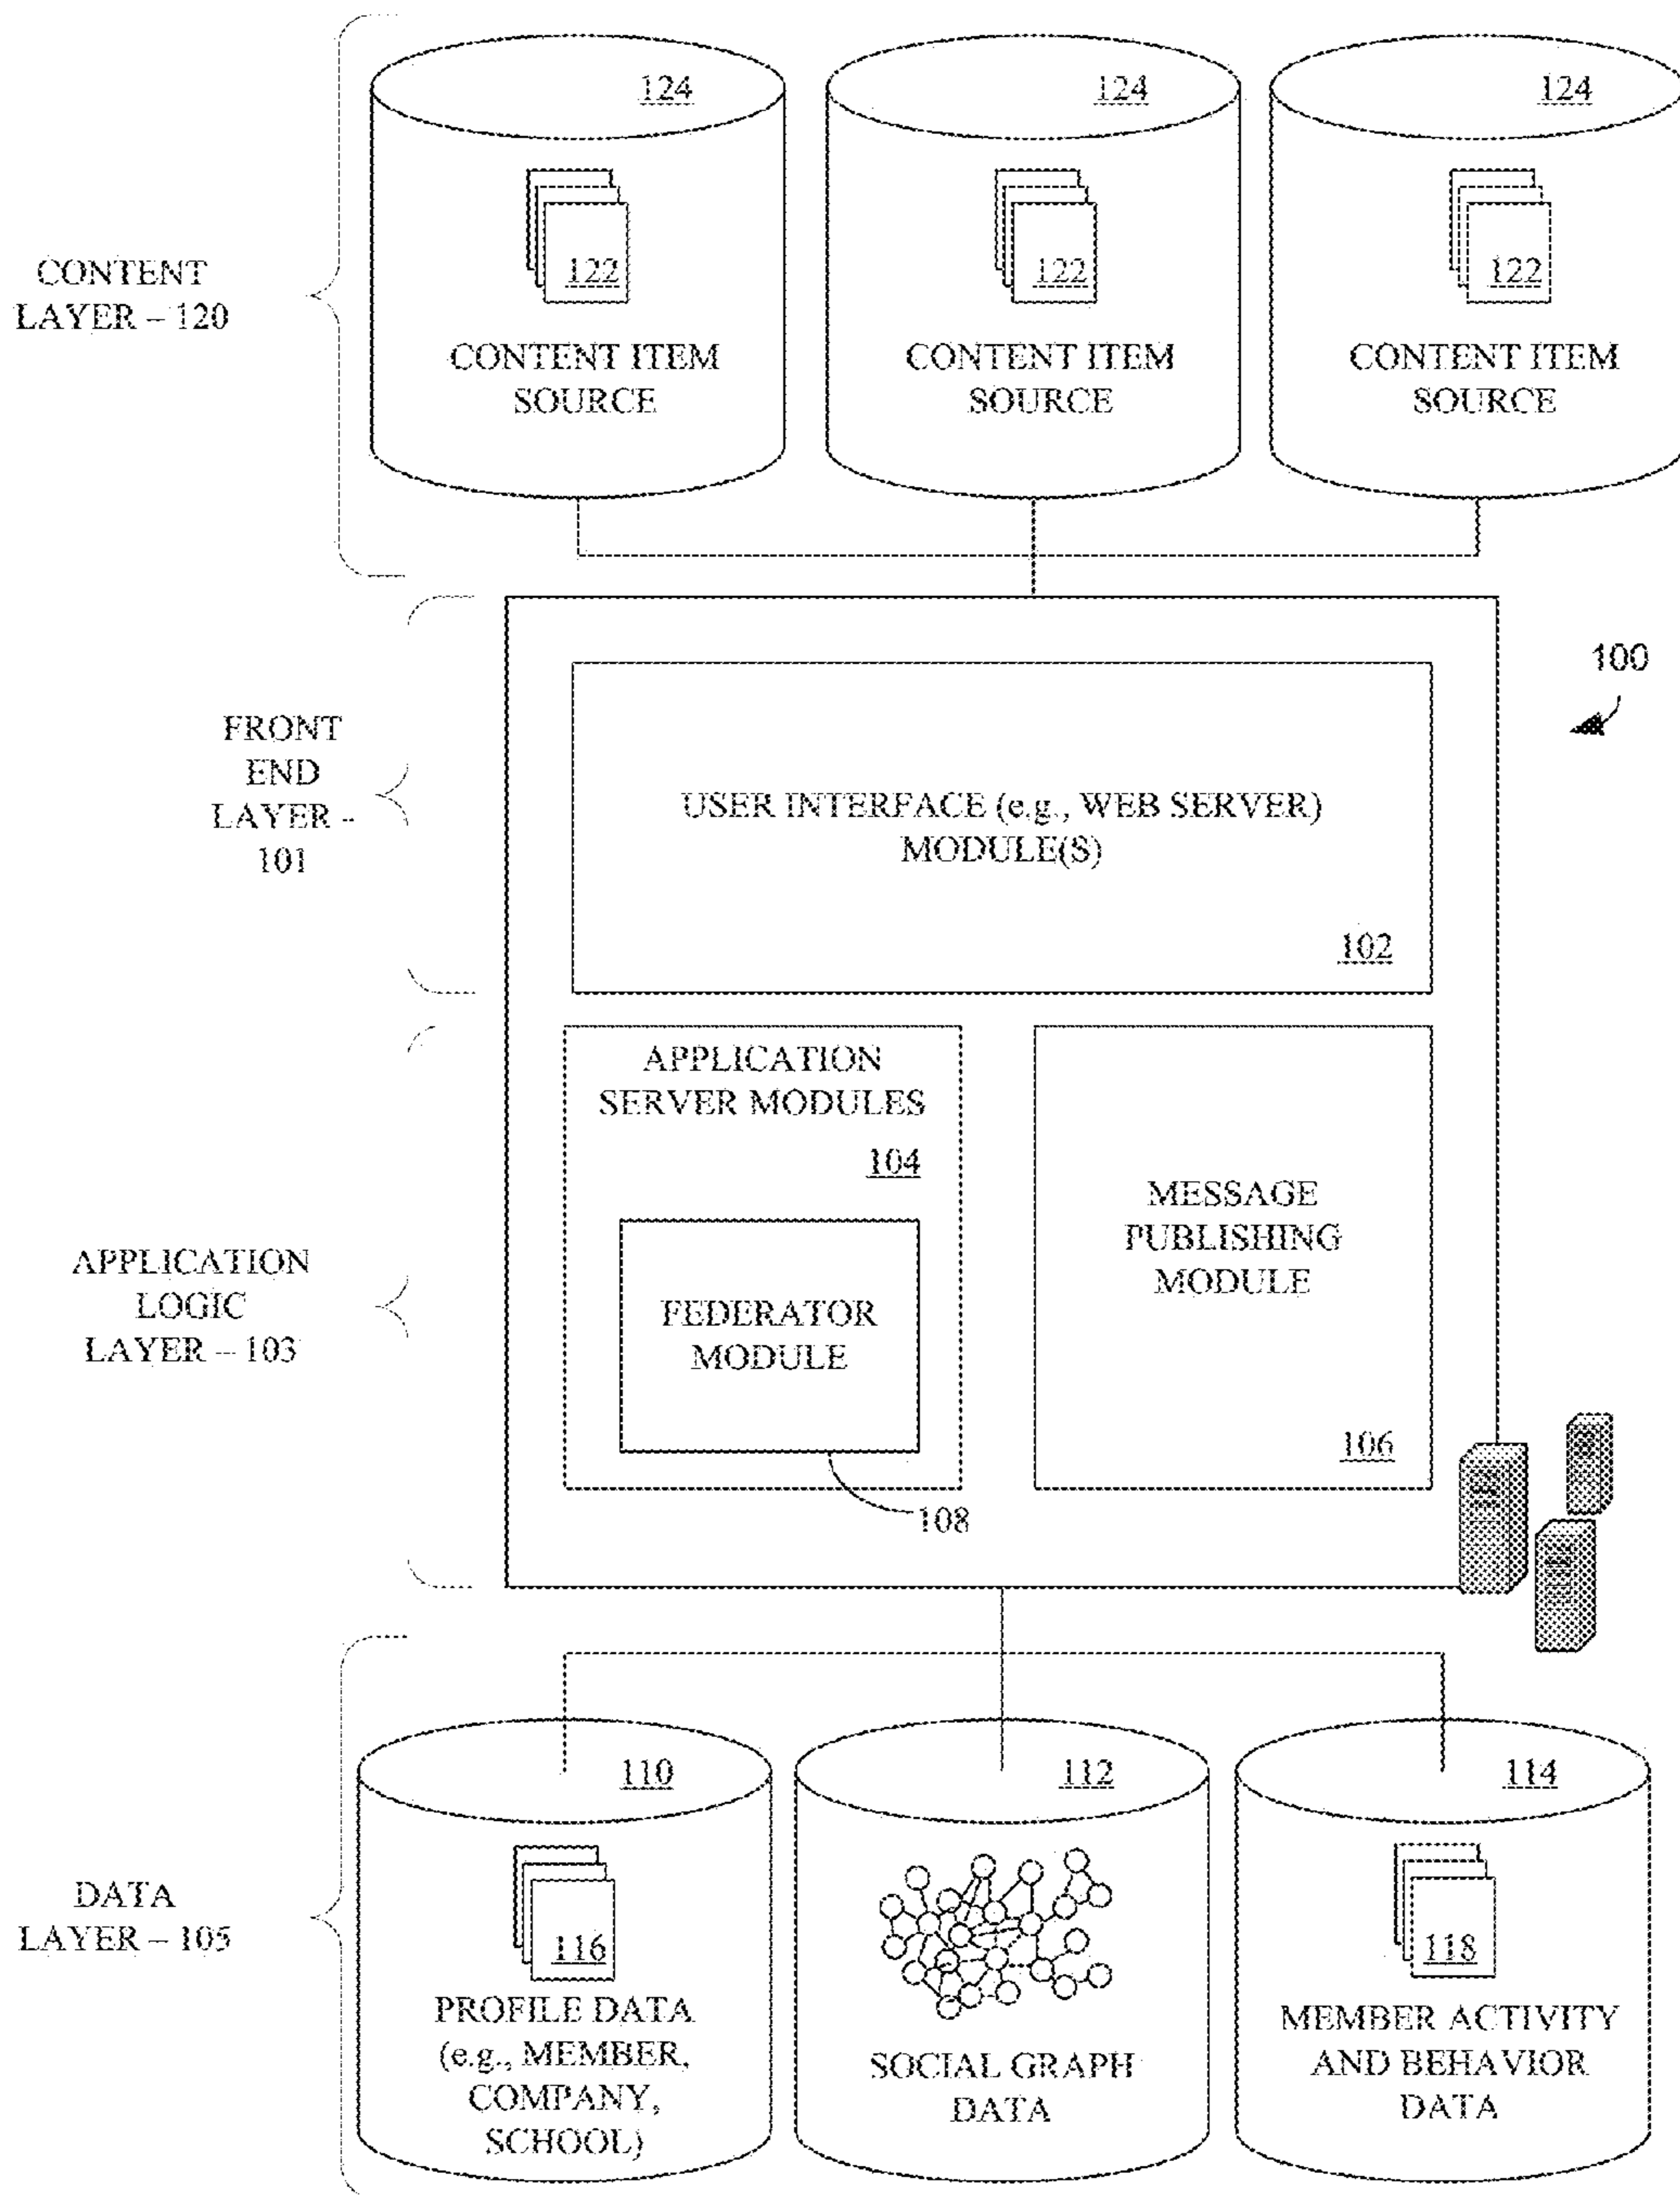 124
124
124
122
122
122
CONTENT
LAYER – 120
CONTENT ITEM
SOURCE
CONTENT ITEM
SOURCE
CONTENT ITEM
SOURCE
100
FRONT
END
LAYER -
101
USER INTERFACE (e.g., WEB SERVER)
MODULE(S)
102
APPLICATION
SERVER MODULES
104
MESSAGE
PUBLISHING
MODULE
106
APPLICATION
LOGIC
LAYER – 103
FEDERATOR
MODULE
108
110
112
114
DATA
LAYER – 105
116
118
PROFILE DATA
(e.g., MEMBER,
COMPANY,
SCHOOL)
SOCIAL GRAPH
DATA
MEMBER ACTIVITY
AND BEHAVIOR
DATA